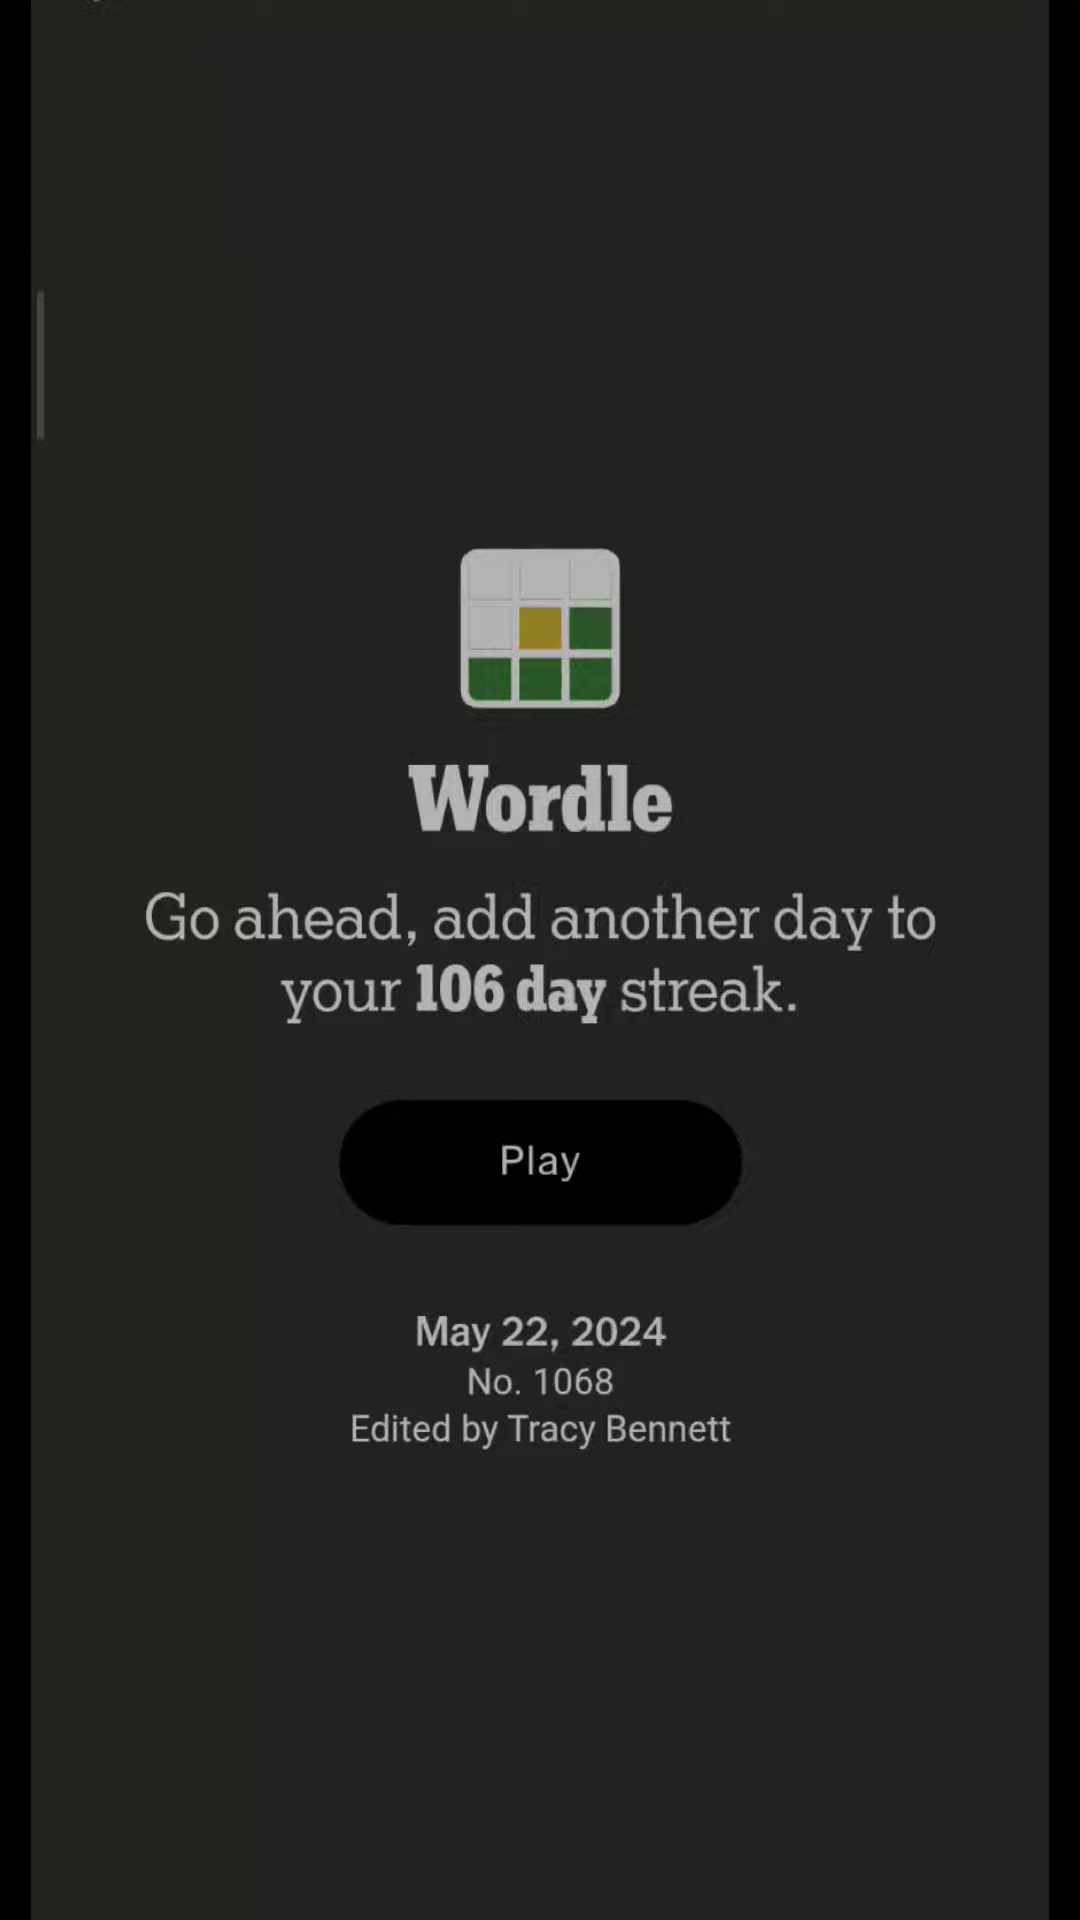 Wordle
Go ahead, add another day to
your 106 day streak.
Play
May 22, 2024
No. 1068
Edited by Tracy Bennett